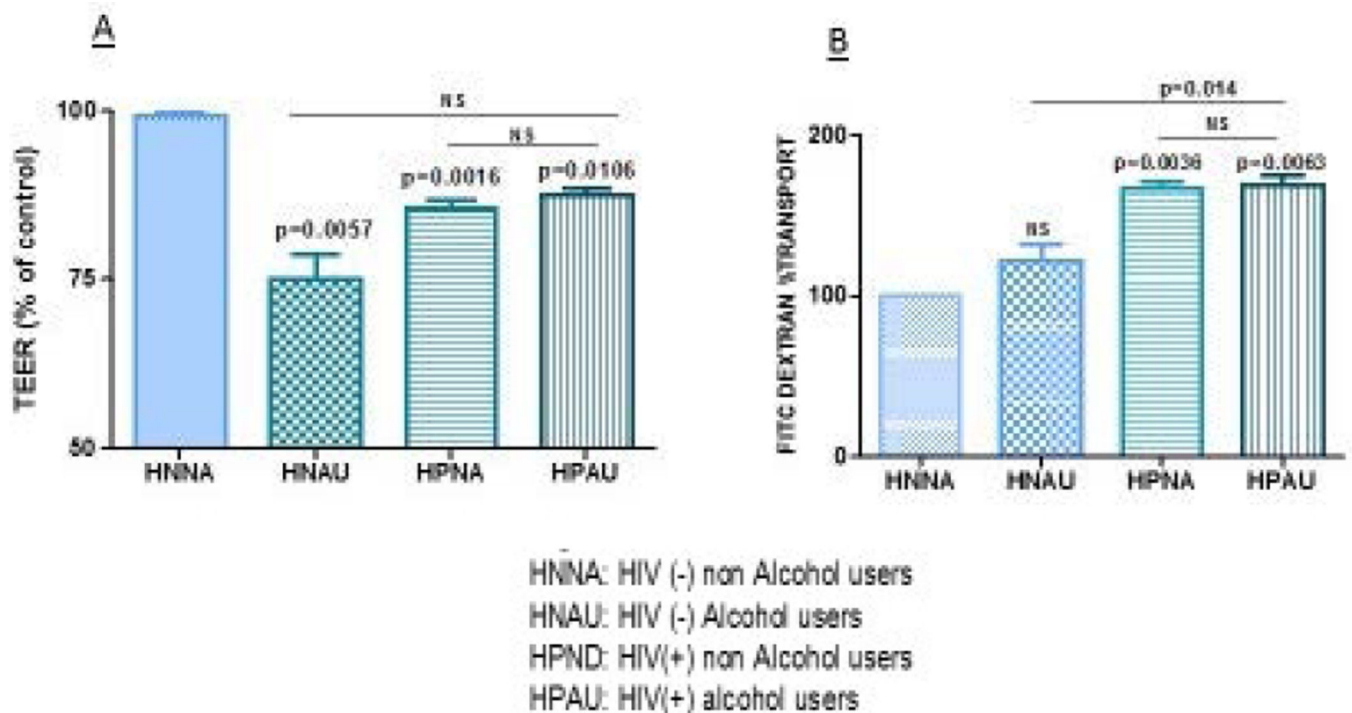 A
TEER (% of control)
100
75
50
NS
NS
p=0.0057
p=0.0016
p=0.0106
HNNA HNAU HPNA HPAU
B
FITC DEXTRAN %TRANSPORT
200
100
0
p=0.014
NS
NS
p=0.0036
p=0.0063
HNNA HNAU HPNA HPAU
HNNA: HIV (-) non Alcohol users
HNAU: HIV (-) Alcohol users
HPND: HIV(+) non Alcohol users
HPAU: HIV(+) alcohol users